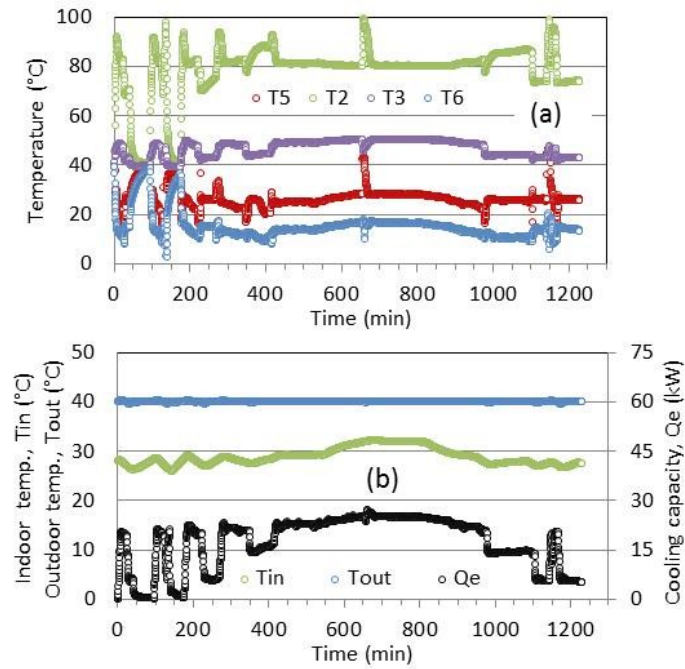 120
100
80
60
40
20
0
Temperature (°C)
T5 T2 T3 T6
(a)
0 200 400 600 800 1000 1200
Time (min)
50
40
30
20
10
0
Indoor temp., Tin (°C)
Outdoor temp., Tout (°C)
75
60
45
30
15
0
Cooling capacity, Qe (kW)
(b)
Tin Tout Qe
0 200 400 600 800 1000 1200
Time (min)